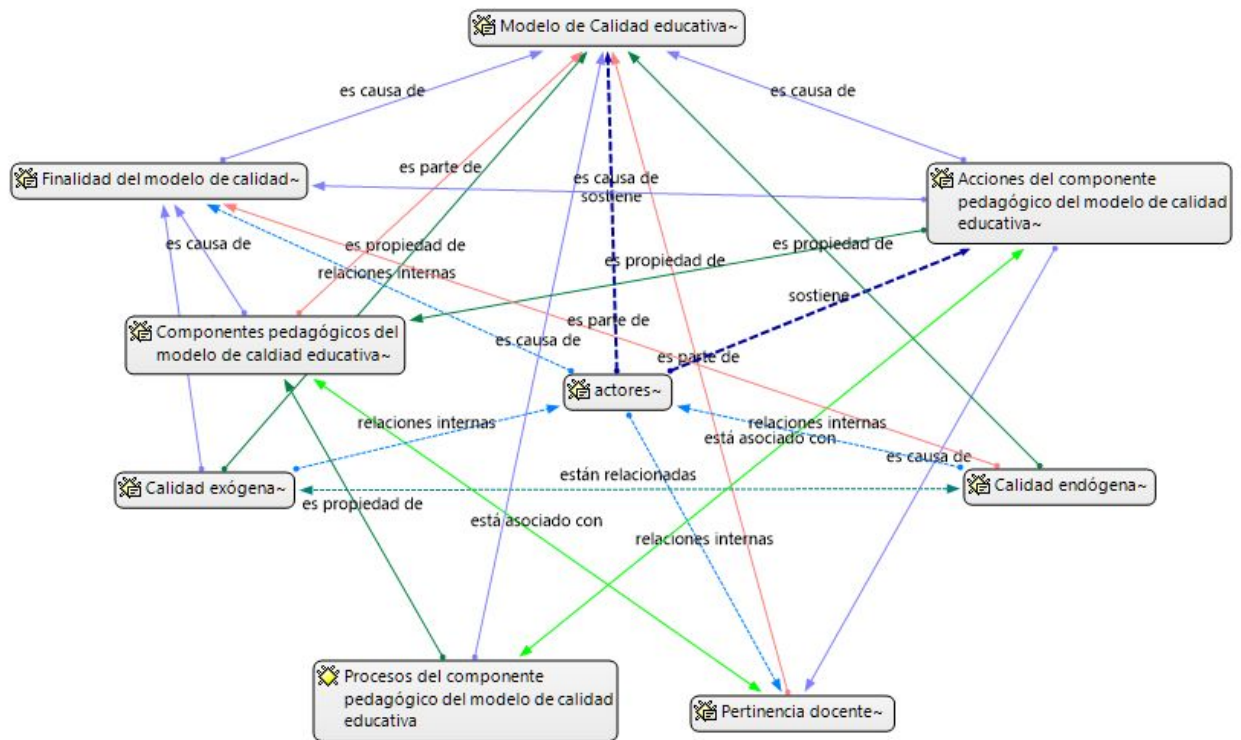 Modelo de Calidad educativa~
es causa de
es causa de
Finalidad del modelo de calidad~
es parte de
es causa de
sostiene
Acciones del componente
pedagógico del modelo de calidad
educativa~
es causa de
es propiedad de
es propiedad de
relaciones internas
es propiedad de
sostiene
Componentes pedagógicos del
modelo de caldiad educativa~
es parte de
es causa de
es parte de
actores~
relaciones internas
relaciones internas
está asociado con
es causa de
están relacionadas
Calidad exógena~
Calidad endógena~
es propiedad de
está asociado con
relaciones internas
Procesos del componente
pedagógico del modelo de calidad
educativa
Pertinencia docente~